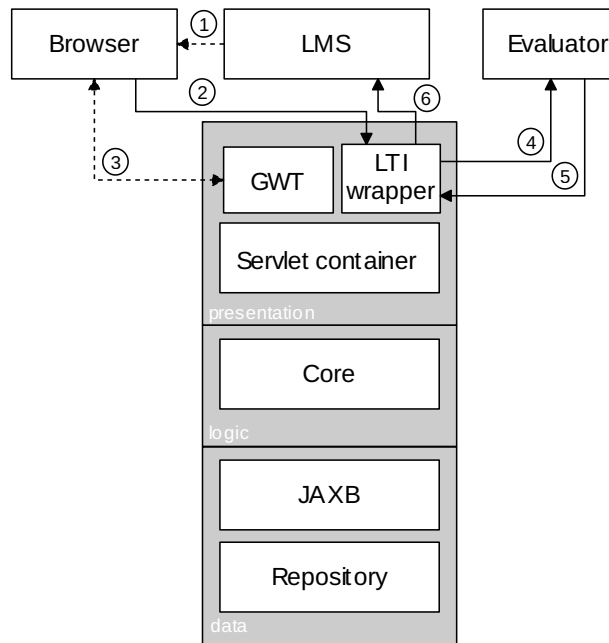 Browser
1
LMS
Evaluator
2
6
3
GWT
LTI
wrapper
4
5
Servlet container
presentation
Core
logic
JAXB
Repository
data